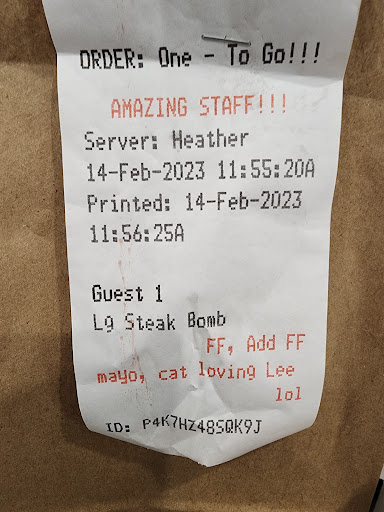 ORDER: One - To Go!!!
AMAZING STAFF!!!
Server: Heather
14-Feb-2023 11:55:20A
Printed: 14-Feb-2023
11:56:25A
Guest 1
Lg Steak Bomb
FF, Add FF
mayo, cat loving Lee
lol
ID: P4K7HZ48SQK9J